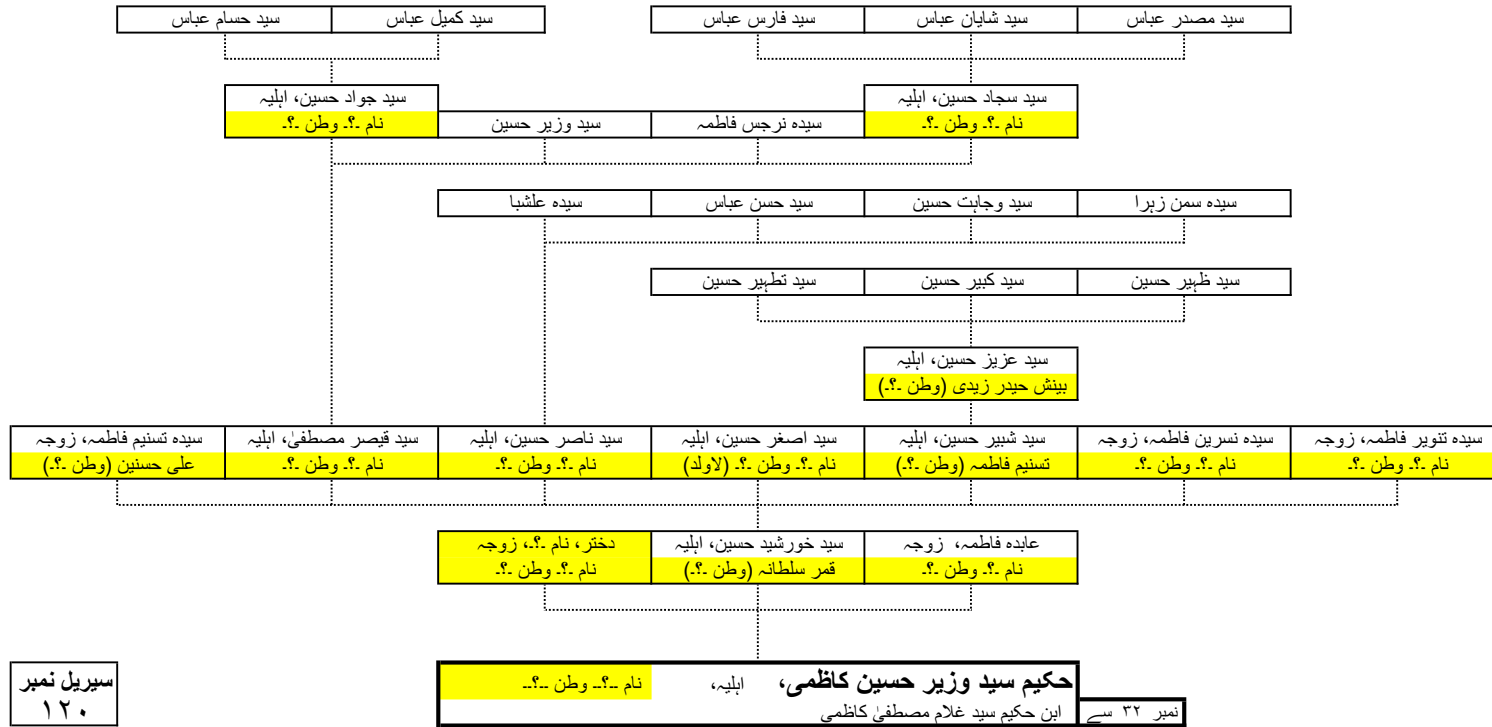 سید مصدر عباس
سید شایان عباس
سید فارس عباس
سید کمیل عباس
سید حسام عباس
سید سجاد حسین، اہلیہ
نام ۔؟۔ وطن ۔؟۔
سیدہ نرجس فاطمہ
سید وزیر حسین
سید جواد حسین، اہلیہ
نام ۔؟۔ وطن ۔؟۔
سیدہ سمن زہرا
سید وجاہت حسین
سید حسن عباس
سیدہ علشبا
سید ظہیر حسین
سید کبیر حسین
سید تطہیر حسین
سید عزیز حسین، اہلیہ
بینش حیدر زیدی (وطن ۔؟۔)
سیدہ تنویر فاطمہ، زوجہ
نام ۔؟۔ وطن ۔؟۔
سیدہ نسرین فاطمہ، زوجہ
نام ۔؟۔ وطن ۔؟۔
سید شبیر حسین، اہلیہ
تسنیم فاطمہ (وطن ۔؟۔)
سید اصغر حسین، اہلیہ
نام ۔؟۔ وطن ۔؟۔ (لاولد)
سید ناصر حسین، اہلیہ
نام ۔؟۔ وطن ۔؟۔
سید قیصر مصطفیٰ، اہلیہ
نام ۔؟۔ وطن ۔؟۔
سیدہ تسنیم فاطمہ، زوجہ
علی حسنین (وطن ۔؟۔)
عابدہ فاطمہ، زوجہ
نام ۔؟۔ وطن ۔؟۔
سید خورشید حسین، اہلیہ
قمر سلطانہ (وطن ۔؟۔)
دختر، نام ۔؟۔، زوجہ
نام ۔؟۔ وطن ۔؟۔
حکیم سید وزیر حسین کاظمی، اہلیہ، نام ۔۔؟۔۔ وطن ۔۔؟۔۔
نمبر ۳۲ سے ابن حکیم سید غلام مصطفیٰ کاظمی
سیریل نمبر
۱۲۰